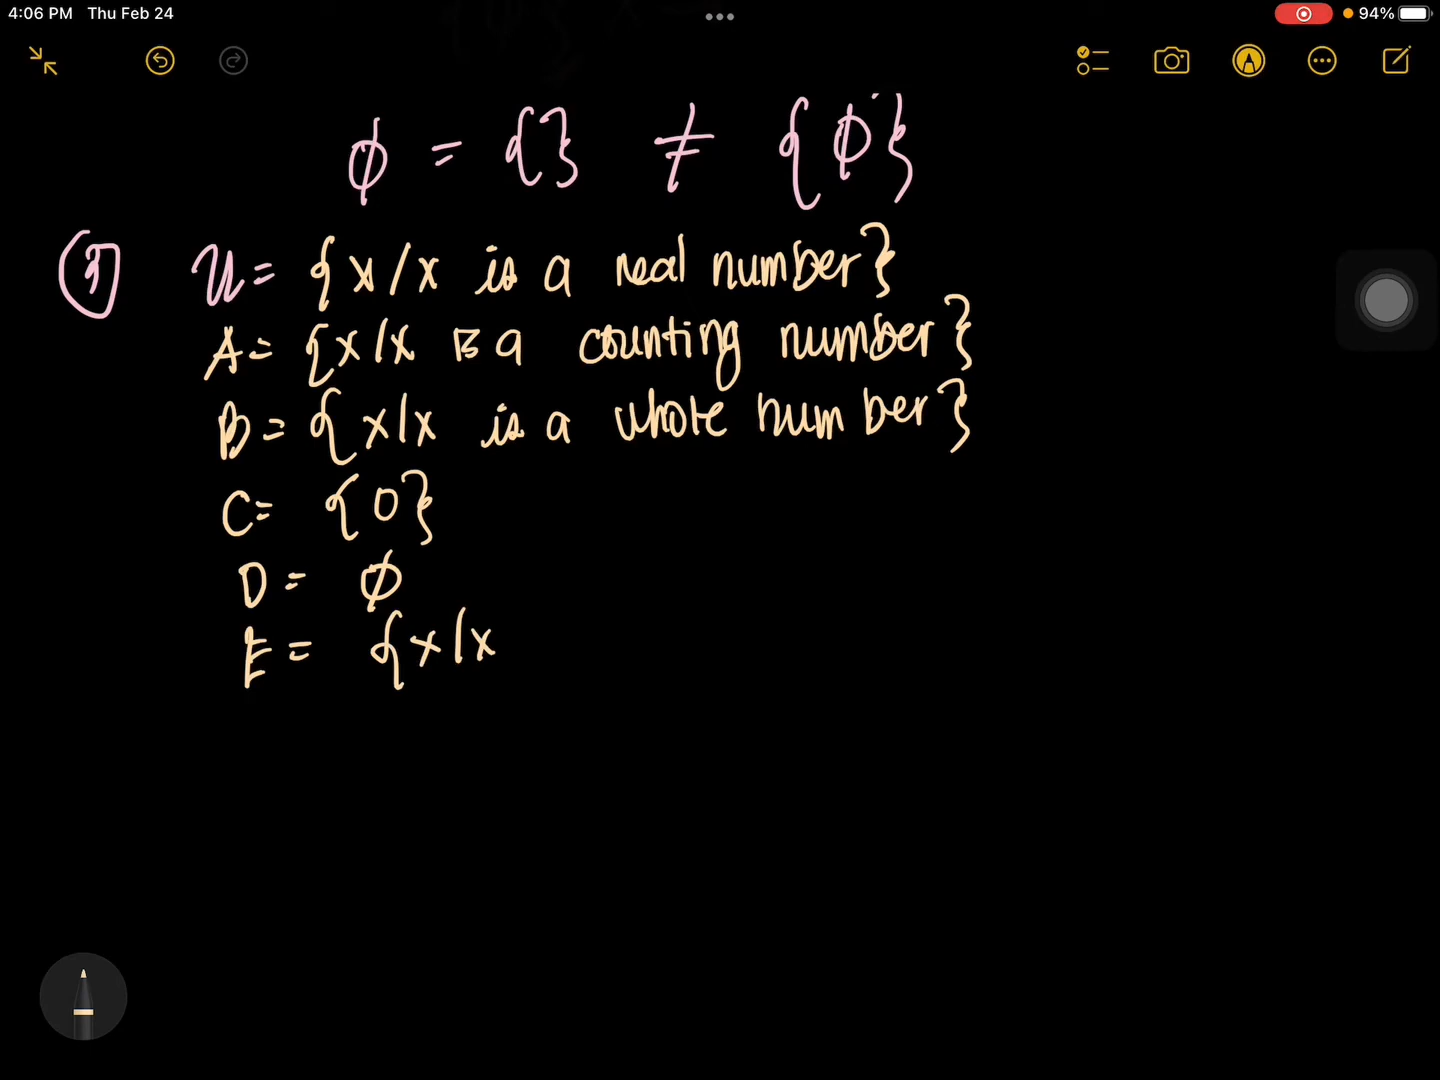 4:06 PM Thu Feb 24 94%
ϕ = {} ≠ {ϕ}
U = {x/x is a real number}
A = {x/x is a counting number}
B = {x/x is a whole number}
C = {0}
D = ϕ
E = {x/x